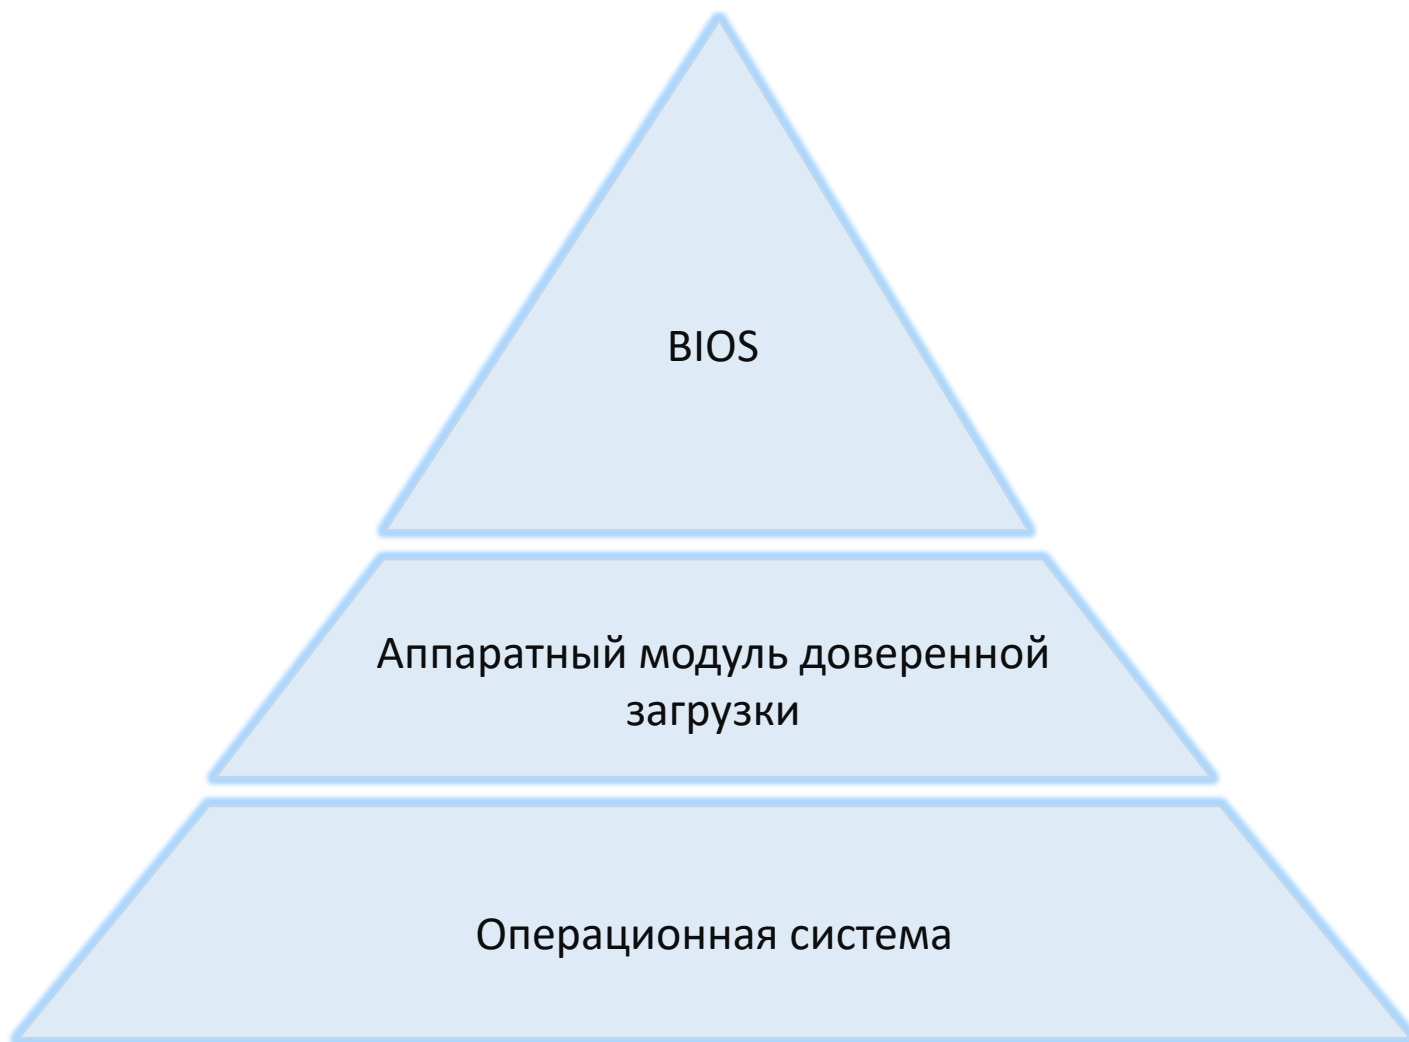 BIOS
Аппаратный модуль доверенной
загрузки
Операционная система